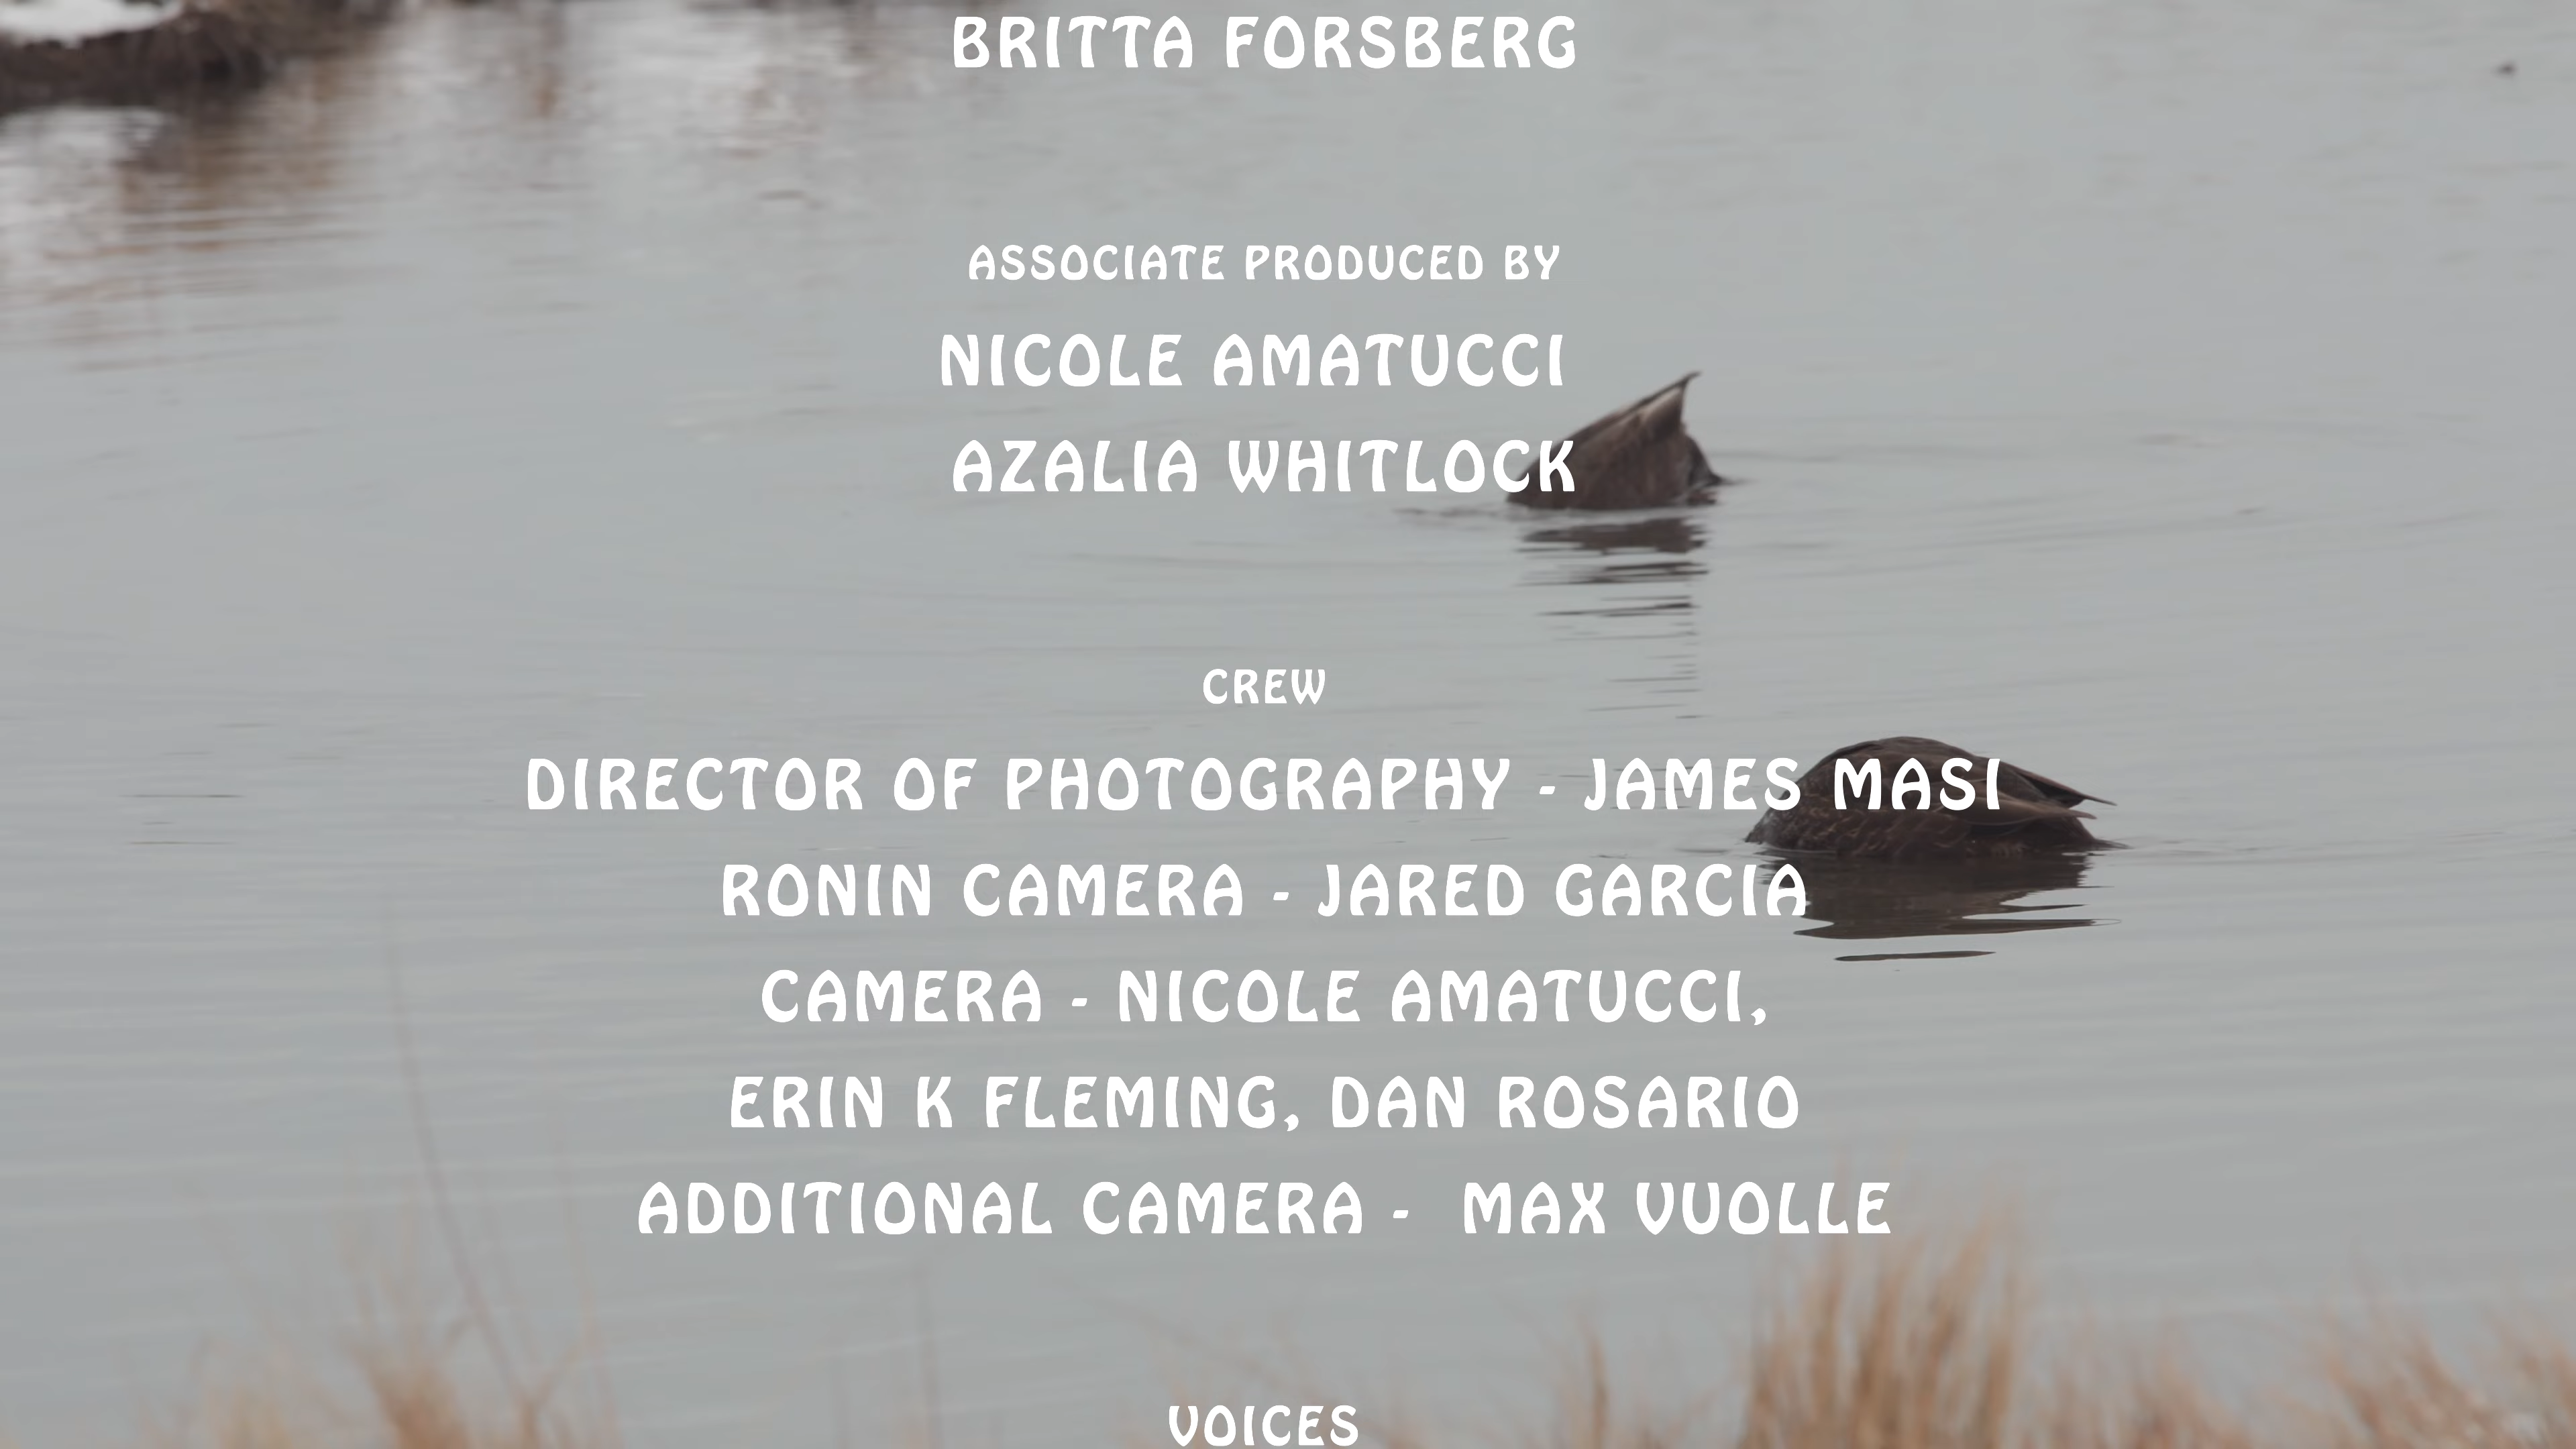 BRITTA FORSBERG
ASSOCIATE PRODUCED BY
NICOLE AMATUCCI
AZALIA WHITLOCK
CREW
DIRECTOR OF PHOTOGRAPHY - JAMES MASI
RONIN CAMERA - JARED GARCIA
CAMERA - NICOLE AMATUCCI,
ERIN K FLEMING, DAN ROSARIO
ADDITIONAL CAMERA -  MAX VUOLLE
VOICES